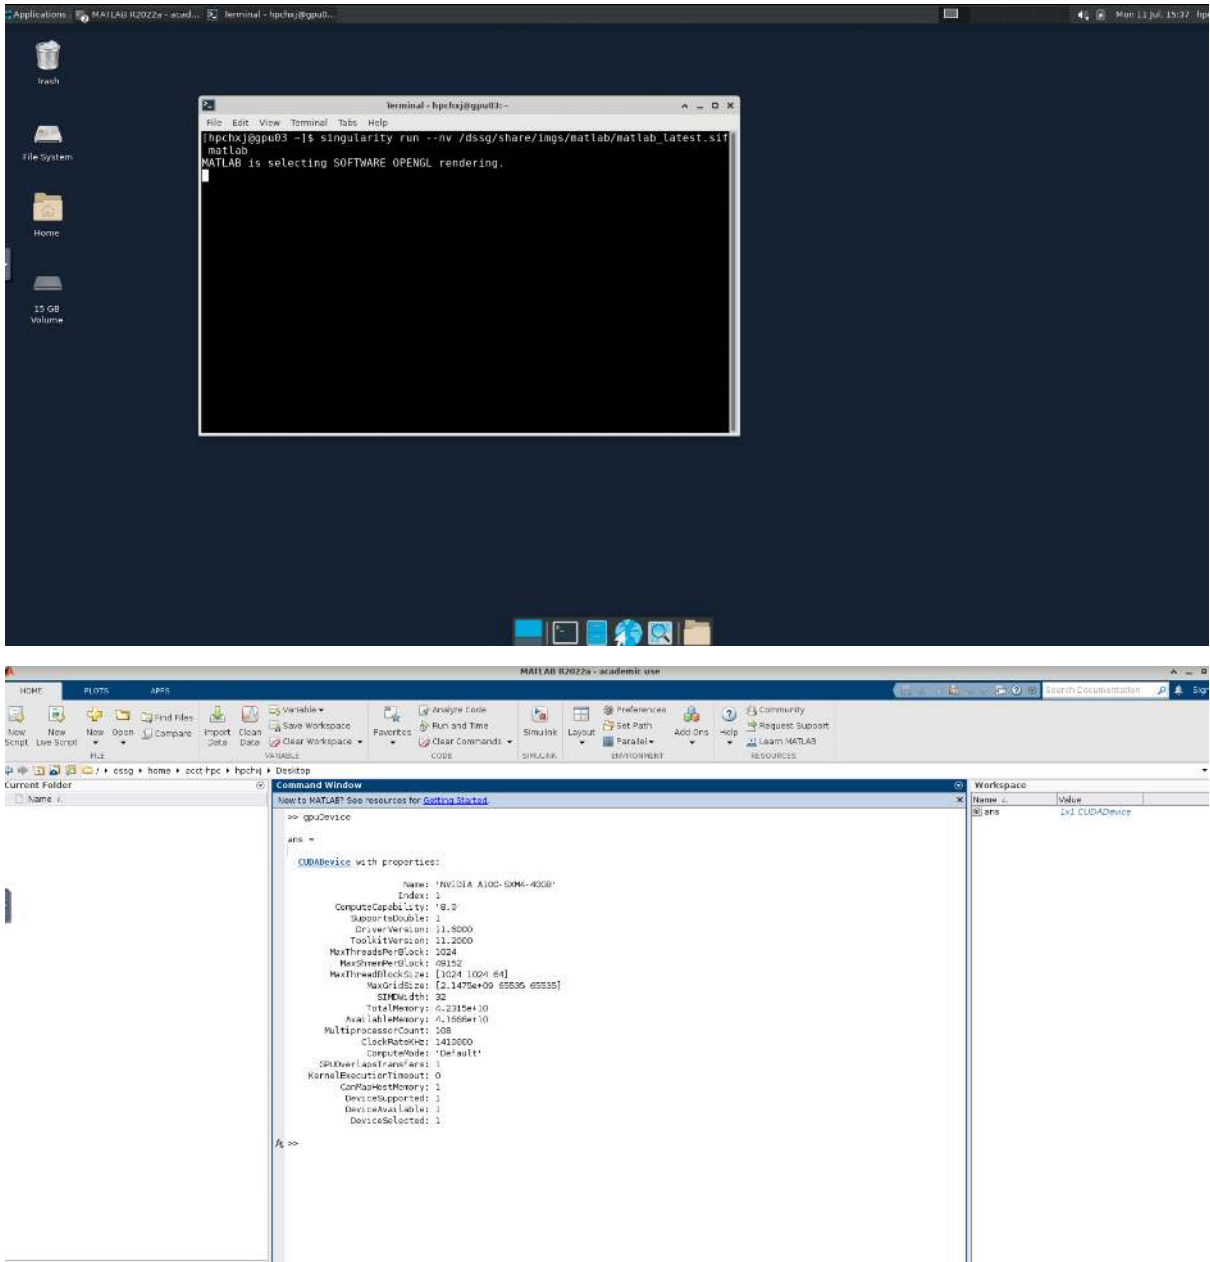 Applications MATLAB R2022a - acad... Terminal - hpchxj@gpu0... Mon 11 Jul, 15:37 hp
Trash
File System
Home
15 GB
Volume
Terminal - hpchxj@gpu03:~
File Edit View Terminal Tabs Help
[hpchxj@gpu03 ~]$ singularity run --nv /dssg/share/imgs/matlab/matlab_latest.sif
matlab
MATLAB is selecting SOFTWARE OPENGL rendering.
MATLAB R2022a - academic use
HOME PLOTS APPS Search Documentation Sign
New Script New Live Script New Open Find Files Compare Import Data Clean Data Variable Save Workspace Clear Workspace Favorites Analyze Code Run and Time Clear Commands Simulink Layout Preferences Set Path Parallel Add-Ons Help Community Request Support Learn MATLAB
FILE VARIABLE CODE SIMULINK ENVIRONMENT RESOURCES
/ dssg home acct-hpc hpchxj Desktop
Current Folder Command Window Workspace
Name New to MATLAB? See resources for Getting Started. Name Value
>> gpuDevice ans 1x1 CUDADevice
ans =
CUDADevice with properties:
Name: 'NVIDIA A100-SXM4-40GB'
Index: 1
ComputeCapability: '8.0'
SupportsDouble: 1
DriverVersion: 11.6000
ToolkitVersion: 11.2000
MaxThreadsPerBlock: 1024
MaxShmemPerBlock: 49152
MaxThreadBlockSize: [1024 1024 64]
MaxGridSize: [2.1475e+09 65535 65535]
SIMDWidth: 32
TotalMemory: 4.2315e+10
AvailableMemory: 4.1666e+10
MultiprocessorCount: 108
ClockRateKHz: 1410000
ComputeMode: 'Default'
GPUOverlapsTransfers: 1
KernelExecutionTimeout: 0
CanMapHostMemory: 1
DeviceSupported: 1
DeviceAvailable: 1
DeviceSelected: 1
fx >>